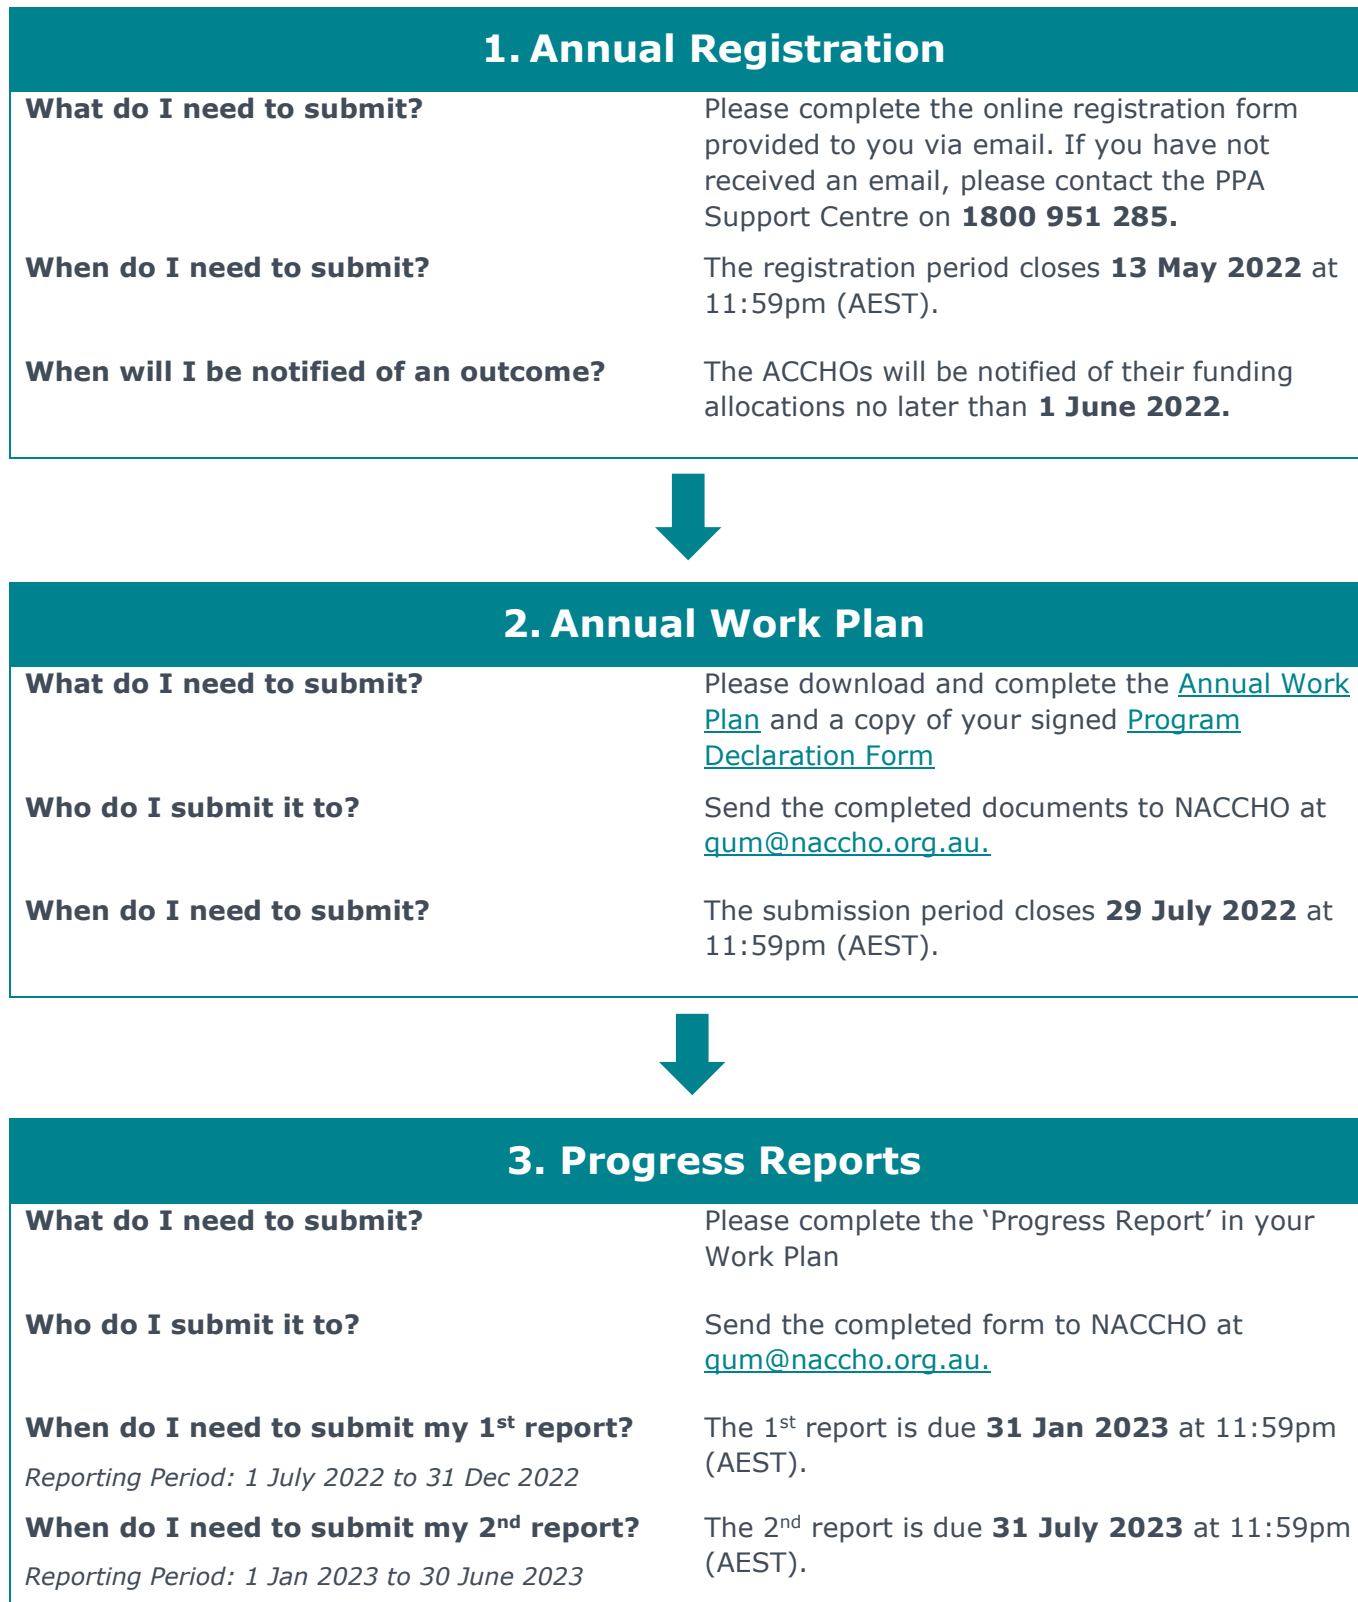 1. Annual Registration
What do I need to submit?
Please complete the online registration form
provided to you via email. If you have not
received an email, please contact the PPA
Support Centre on 1800 951 285.
When do I need to submit?
The registration period closes 13 May 2022 at
11:59pm (AEST).
When will I be notified of an outcome?
The ACCHOs will be notified of their funding
allocations no later than 1 June 2022.
2. Annual Work Plan
What do I need to submit?
Please download and complete the Annual Work
Plan and a copy of your signed Program
Declaration Form
Who do I submit it to?
Send the completed documents to NACCHO at
qum@naccho.org.au.
When do I need to submit?
The submission period closes 29 July 2022 at
11:59pm (AEST).
3. Progress Reports
What do I need to submit?
Please complete the ‘Progress Report’ in your
Work Plan
Who do I submit it to?
Send the completed form to NACCHO at
qum@naccho.org.au.
When do I need to submit my 1st report?
Reporting Period: 1 July 2022 to 31 Dec 2022
The 1st report is due 31 Jan 2023 at 11:59pm
(AEST).
When do I need to submit my 2nd report?
Reporting Period: 1 Jan 2023 to 30 June 2023
The 2nd report is due 31 July 2023 at 11:59pm
(AEST).